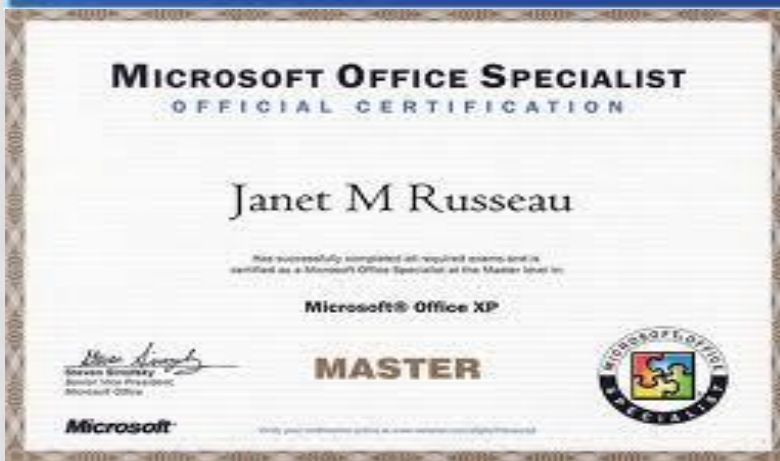 MICROSOFT OFFICE SPECIALIST
OFFICIAL CERTIFICATION
Janet M Russeau
Has successfully completed all required exams and is
certified as a Microsoft Office Specialist at the Master level in:
Microsoft® Office XP
MASTER
Steven Sinofsky
Senior Vice President,
Microsoft Office
Microsoft
MICROSOFT OFFICE
SPECIALIST